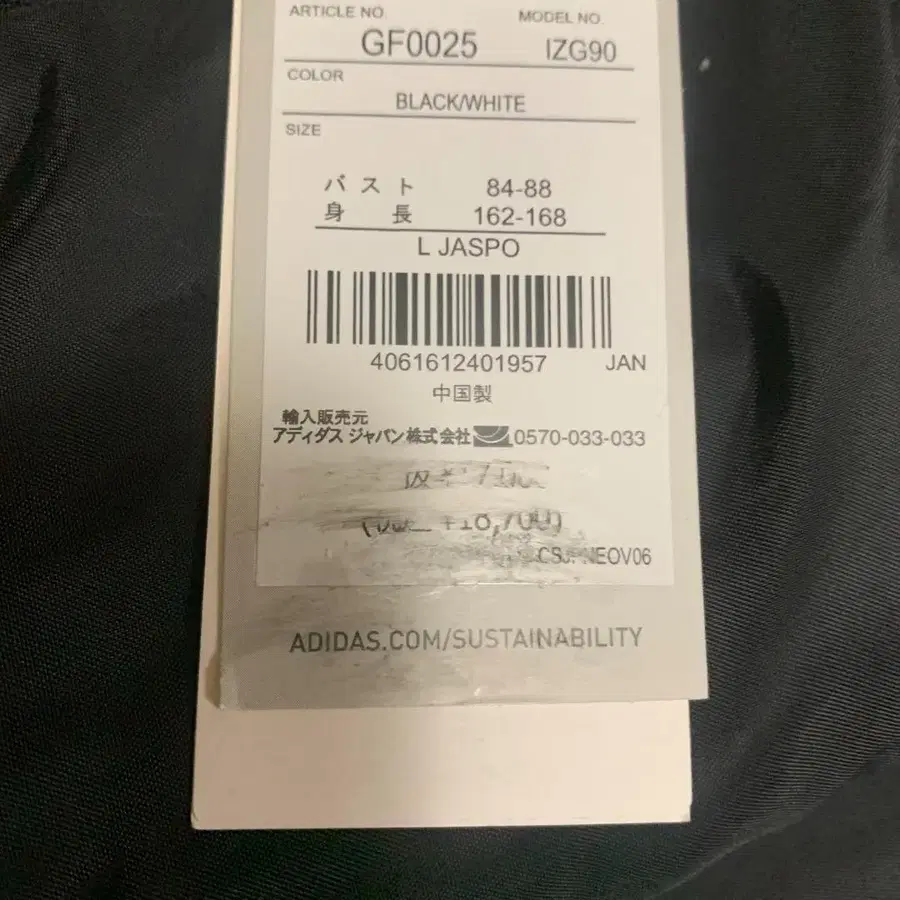 ARTICLE NO. MODEL NO.
GF0025 IZG90
COLOR
BLACK/WHITE
SIZE
バスト 84-88
身長 162-168
L JASPO
4061612401957 JAN
中国製
輸入販売元
アディダス ジャパン株式会社 0570-033-033
¥18,700)
NEOV06
ADIDAS.COM/SUSTAINABILITY